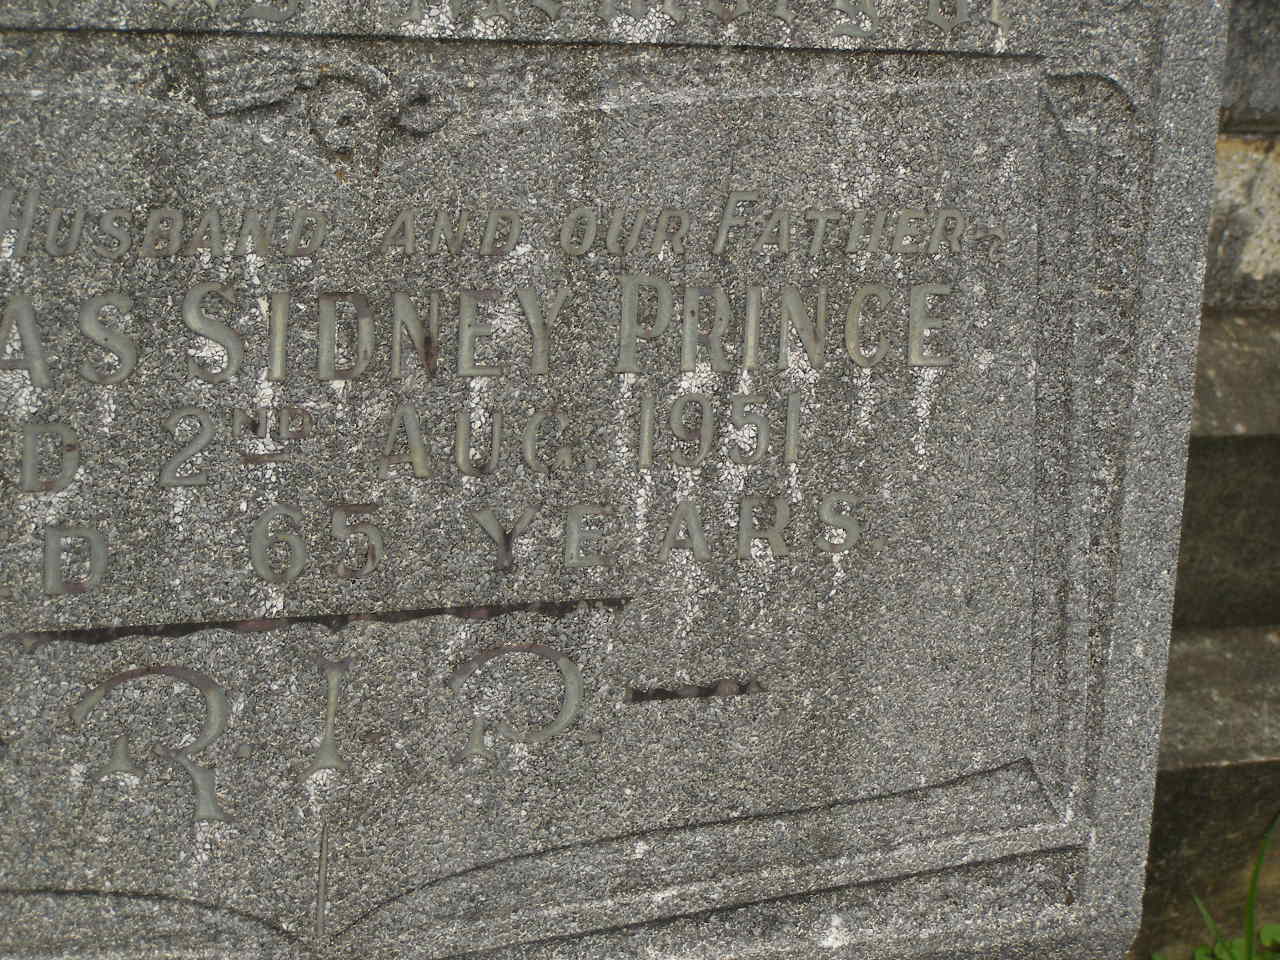 HUSBAND AND OUR FATHER
AS SIDNEY PRINCE
D 2ND AUG. 1951
D 65 YEARS.
R.I.P.